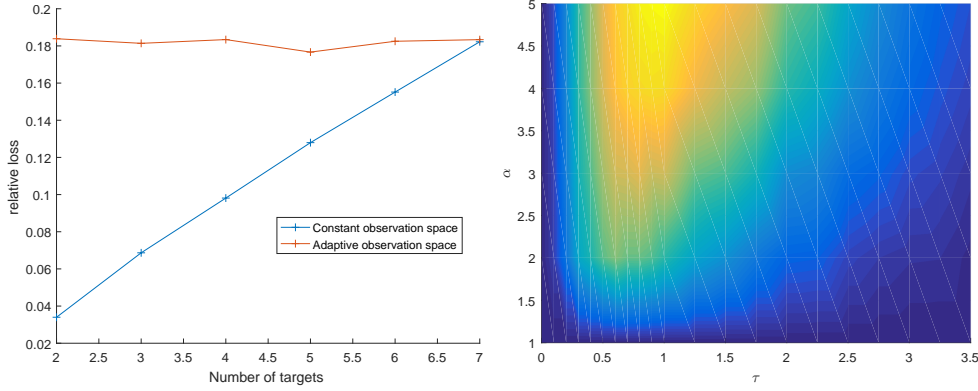 0.2
0.18
0.16
0.14
0.12
0.1
0.08
0.06
0.04
0.02
relative loss
2 2.5 3 3.5 4 4.5 5 5.5 6 6.5 7
Number of targets
Constant observation space
Adaptive observation space
5
4.5
4
3.5
3
2.5
2
1.5
1
α
0 0.5 1 1.5 2 2.5 3 3.5
τ